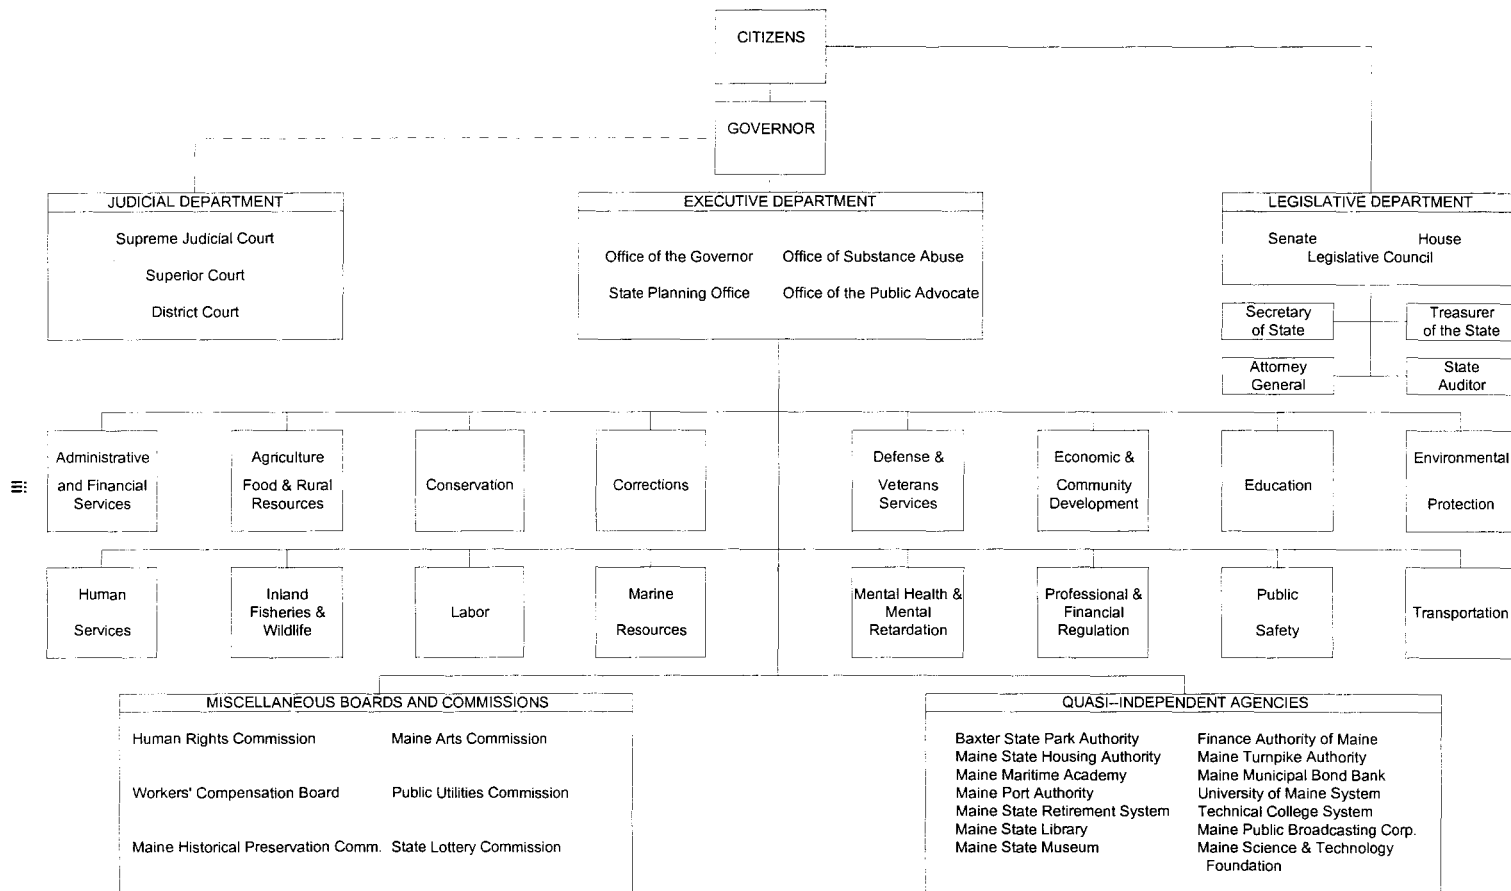 CITIZENS
GOVERNOR
JUDICIAL DEPARTMENT
Supreme Judicial Court
Superior Court
District Court
EXECUTIVE DEPARTMENT
Office of the Governor
Office of Substance Abuse
State Planning Office
Office of the Public Advocate
LEGISLATIVE DEPARTMENT
Senate
House
Legislative Council
Secretary
of State
Treasurer
of the State
Attorney
General
State
Auditor
Administrative
and Financial
Services
Agriculture
Food & Rural
Resources
Conservation
Corrections
Defense &
Veterans
Services
Economic &
Community
Development
Education
Environmental
Protection
Human
Services
Inland
Fisheries &
Wildlife
Labor
Marine
Resources
Mental Health &
Mental
Retardation
Professional &
Financial
Regulation
Public
Safety
Transportation
MISCELLANEOUS BOARDS AND COMMISSIONS
Human Rights Commission
Maine Arts Commission
Workers' Compensation Board
Public Utilities Commission
Maine Historical Preservation Comm.
State Lottery Commission
QUASI--INDEPENDENT AGENCIES
Baxter State Park Authority
Maine State Housing Authority
Maine Maritime Academy
Maine Port Authority
Maine State Retirement System
Maine State Library
Maine State Museum
Finance Authority of Maine
Maine Turnpike Authority
Maine Municipal Bond Bank
University of Maine System
Technical College System
Maine Public Broadcasting Corp.
Maine Science & Technology
Foundation